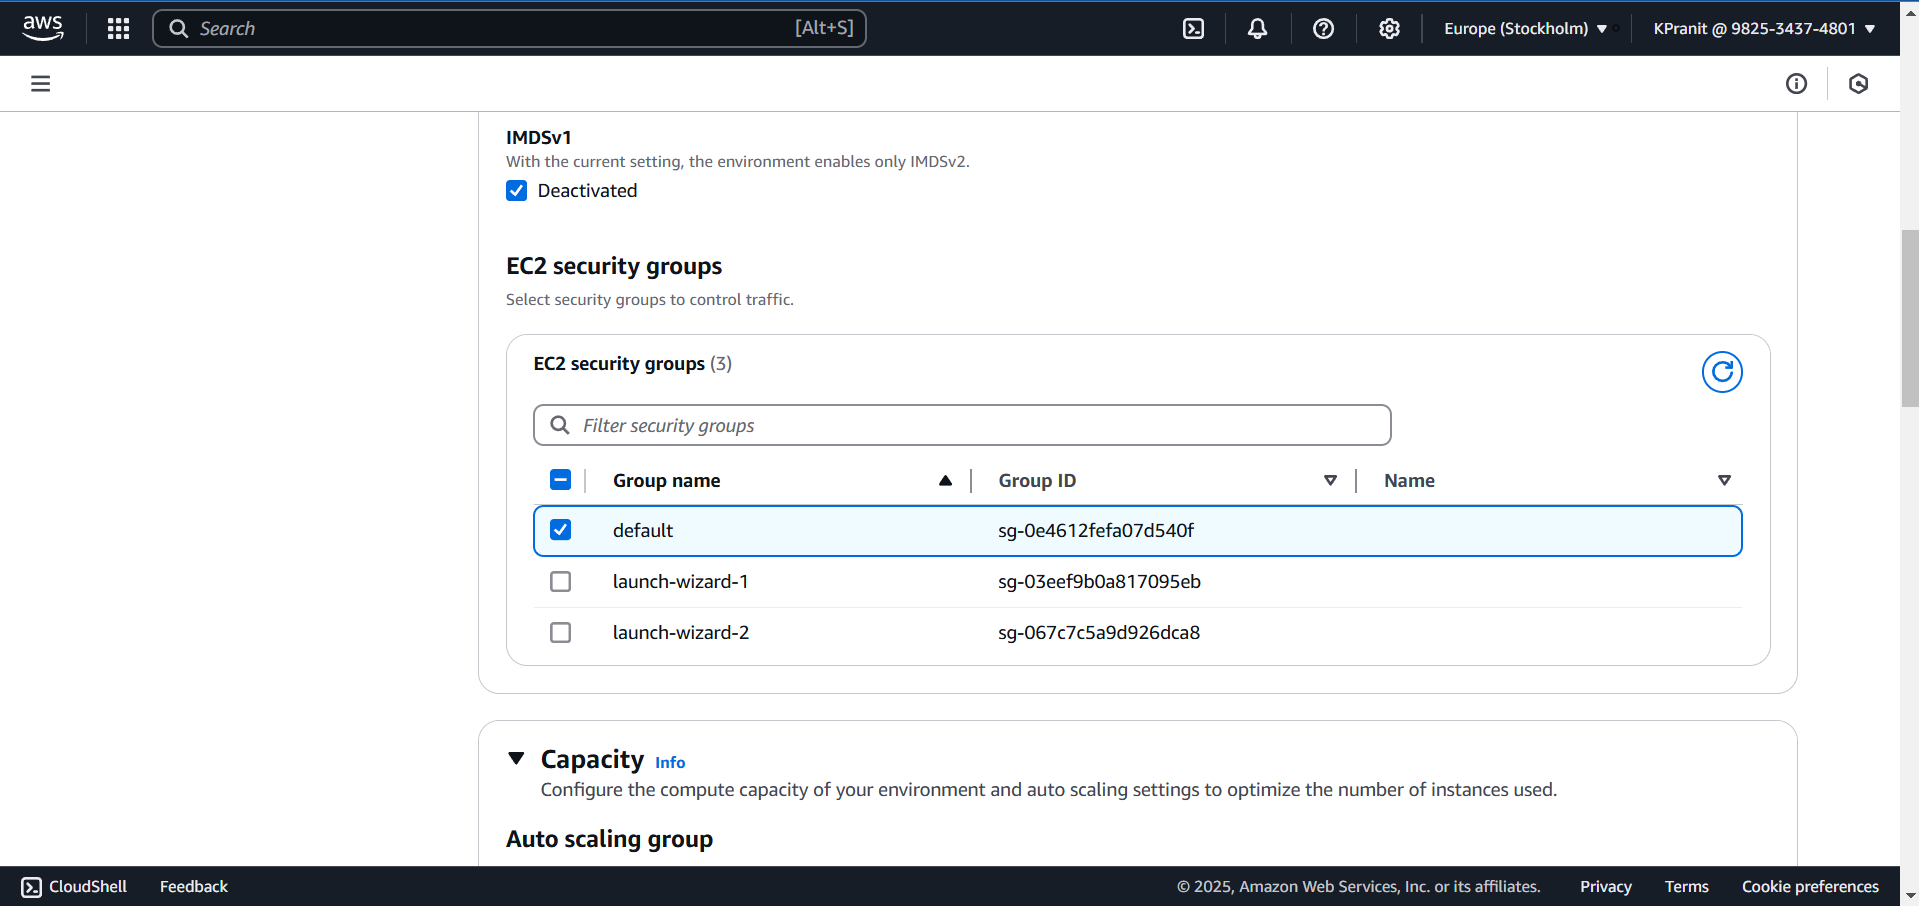 aws
Search [Alt+S]
Europe (Stockholm)
KPranit @ 9825-3437-4801
IMDSv1
With the current setting, the environment enables only IMDSv2.
Deactivated
EC2 security groups
Select security groups to control traffic.
EC2 security groups (3)
Filter security groups
Group name Group ID Name
default sg-0e4612fefa07d540f
launch-wizard-1 sg-03eef9b0a817095eb
launch-wizard-2 sg-067c7c5a9d926dca8
Capacity Info
Configure the compute capacity of your environment and auto scaling settings to optimize the number of instances used.
Auto scaling group
CloudShell Feedback © 2025, Amazon Web Services, Inc. or its affiliates. Privacy Terms Cookie preferences